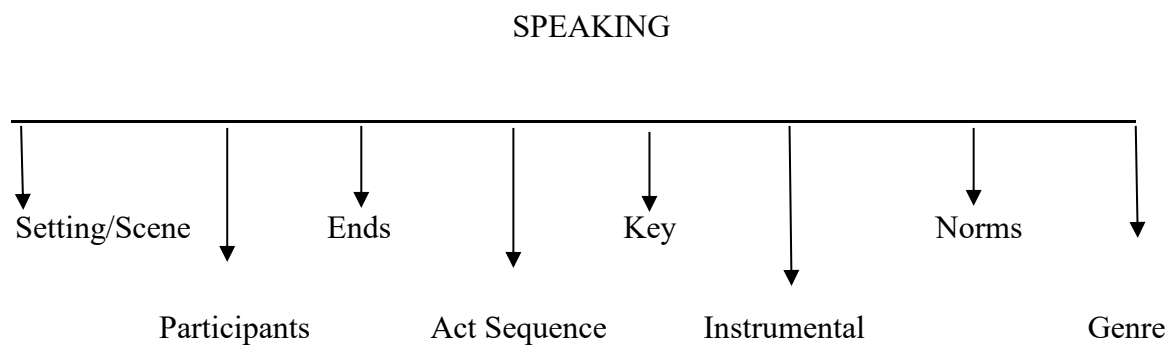 SPEAKING
Setting/Scene Ends Key Norms
Participants Act Sequence Instrumental Genre